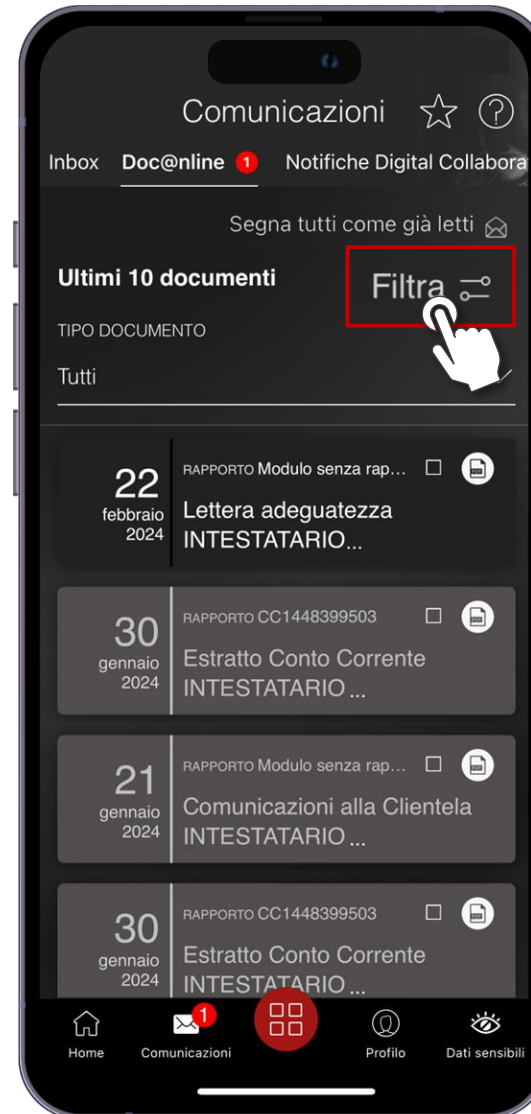 Comunicazioni
Inbox Doc@nline 1 Notifiche Digital Collabora
Segna tutti come già letti
Ultimi 10 documenti
Filtra
TIPO DOCUMENTO
Tutti
22
febbraio
2024
RAPPORTO Modulo senza rap...
Lettera adeguatezza
INTESTATARIO...
30
gennaio
2024
RAPPORTO CC1448399503
Estratto Conto Corrente
INTESTATARIO ...
21
gennaio
2024
RAPPORTO Modulo senza rap...
Comunicazioni alla Clientela
INTESTATARIO ...
30
gennaio
2024
RAPPORTO CC1448399503
Estratto Conto Corrente
INTESTATARIO ...
1
Home Comunicazioni Profilo Dati sensibili